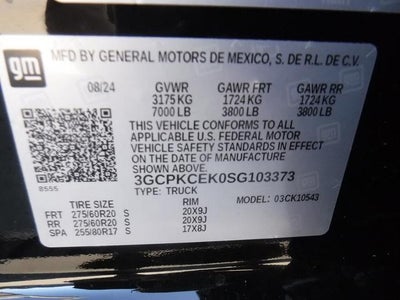 gm
MFD BY GENERAL MOTORS DE MEXICO, S. DE R.L. DE C.V.
08/24 GVWR GAWR FRT GAWR RR
3175 KG 1724 KG 1724 KG
7000 LB 3800 LB 3800 LB
THIS VEHICLE CONFORMS TO ALL
APPLICABLE U.S. FEDERAL MOTOR
VEHICLE SAFETY STANDARDS IN
EFFECT ON THE DATE OF
MANUFACTURE SHOWN ABOVE.
3GCPKCEK0SG103373
8555 TYPE: TRUCK
TIRE SIZE RIM 03CK10543
FRT 275/60R20 S 20X9J
RR 275/60R20 S 20X9J
SPA 255/80R17 S 17X8J